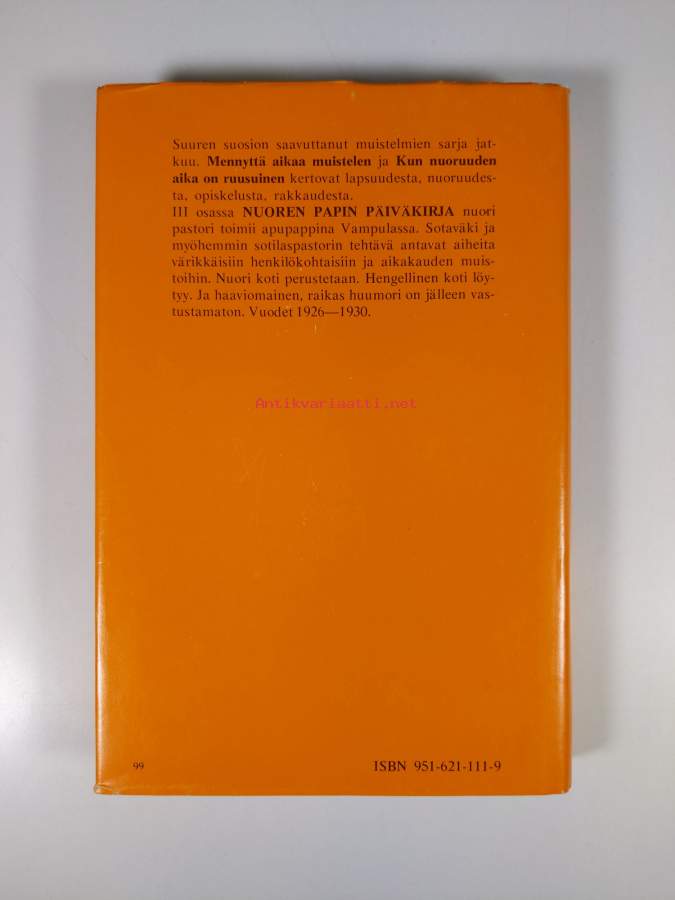 Suuren suosion saavuttanut muistelmien sarja jat-
kuu. Mennyttä aikaa muistelen ja Kun nuoruuden
aika on ruusuinen kertovat lapsuudesta, nuoruudes-
ta, opiskelusta, rakkaudesta.
III osassa NUOREN PAPIN PÄIVÄKIRJA nuori
pastori toimii apupappina Vampulassa. Sotaväki ja
myöhemmin sotilaspastorin tehtävä antavat aiheita
värikkäisiin henkilökohtaisiin ja aikakauden muis-
toihin. Nuori koti perustetaan. Hengellinen koti löy-
tyy. Ja haaviomainen, raikas huumori on jälleen vas-
tustamaton. Vuodet 1926—1930.
Antikvariaatti.net
99
ISBN 951-621-111-9